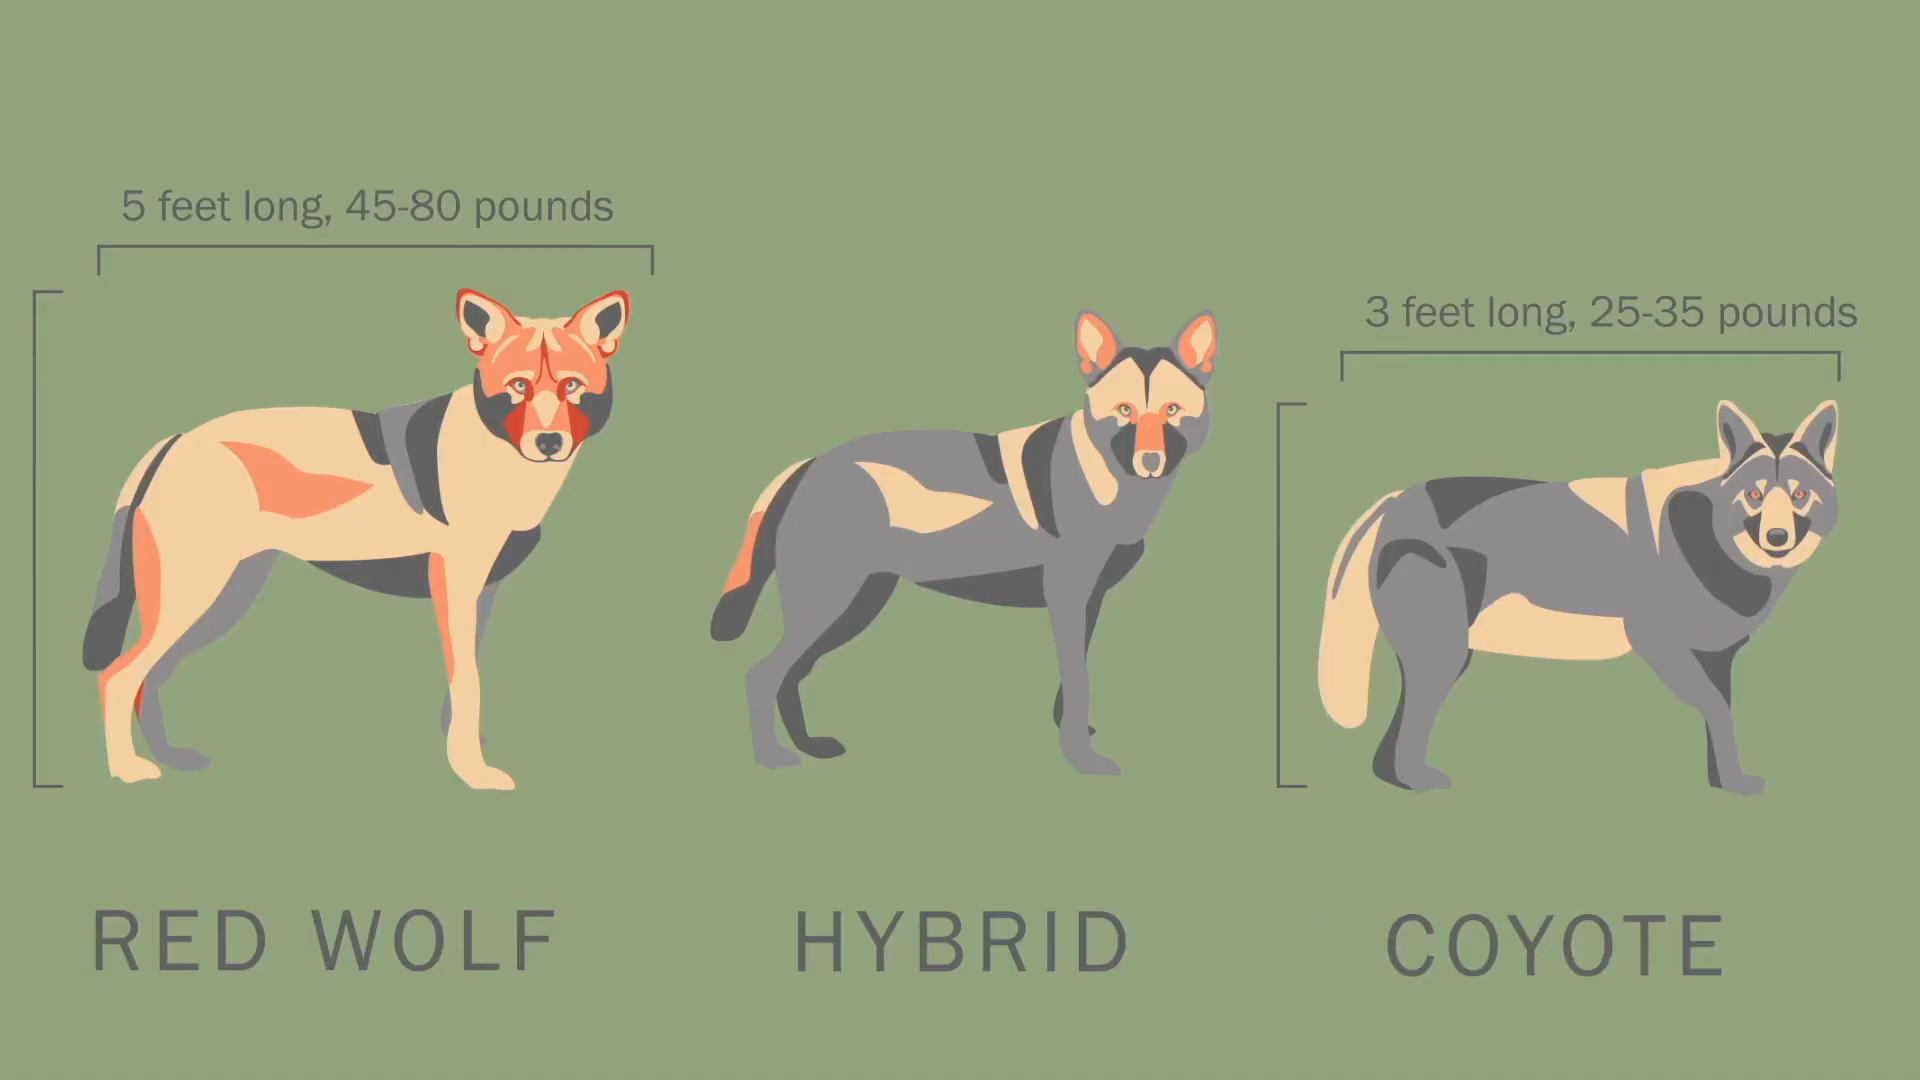 5 feet long, 45-80 pounds
3 feet long, 25-35 pounds
RED WOLF
HYBRID
COYOTE